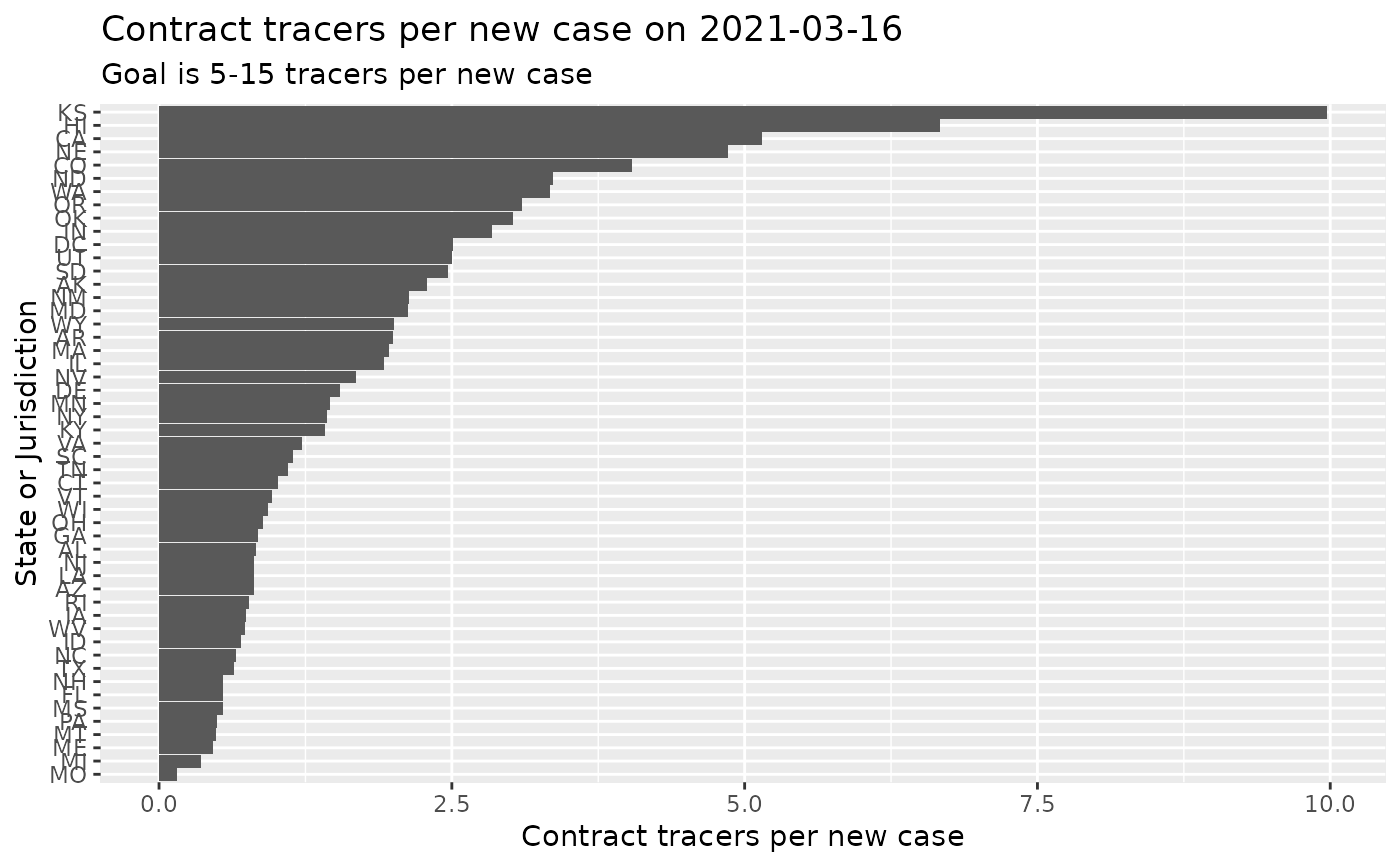 Contract tracers per new case on 2021-03-16
Goal is 5-15 tracers per new case
KS
HI
CA
NE
CO
ND
WA
OR
OK
IN
DC
UT
SD
AK
NM
MD
WY
AR
MA
IL
NV
DE
MN
NY
KY
VA
SC
TN
CT
VT
WI
OH
GA
AL
NJ
LA
AZ
RI
IA
WV
ID
NC
TX
NH
FL
MS
PA
MT
ME
MI
MO
State or Jurisdiction
0.0 2.5 5.0 7.5 10.0
Contract tracers per new case